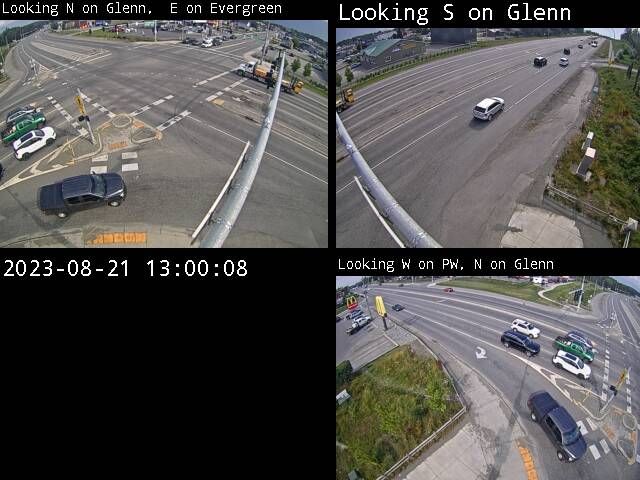 Looking N on Glenn,  E on Evergreen
Looking S on Glenn
2023-08-21 13:00:08
Looking W on PW, N on Glenn